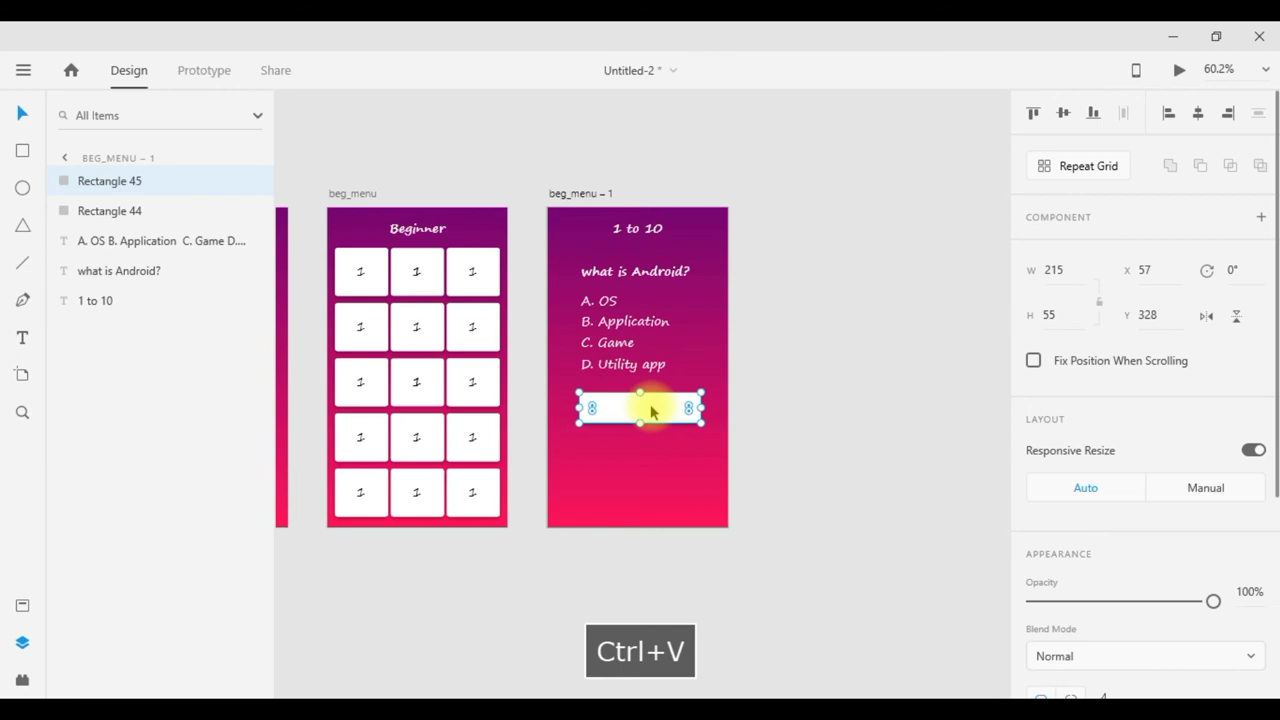 Design
Prototype
Share
Untitled-2 *
60.2%
All Items
BEG_MENU – 1
Rectangle 45
Rectangle 44
A. OS B. Application C. Game D....
what is Android?
1 to 10
beg_menu
Beginner
1 1 1
1 1 1
1 1 1
1 1 1
1 1 1
beg_menu – 1
1 to 10
what is Android?
A. OS
B. Application
C. Game
D. Utility app
Ctrl+V
Repeat Grid
COMPONENT
W 215 X 57 0°
H 55 Y 328
Fix Position When Scrolling
LAYOUT
Responsive Resize
Auto Manual
APPEARANCE
Opacity
100%
Blend Mode
Normal